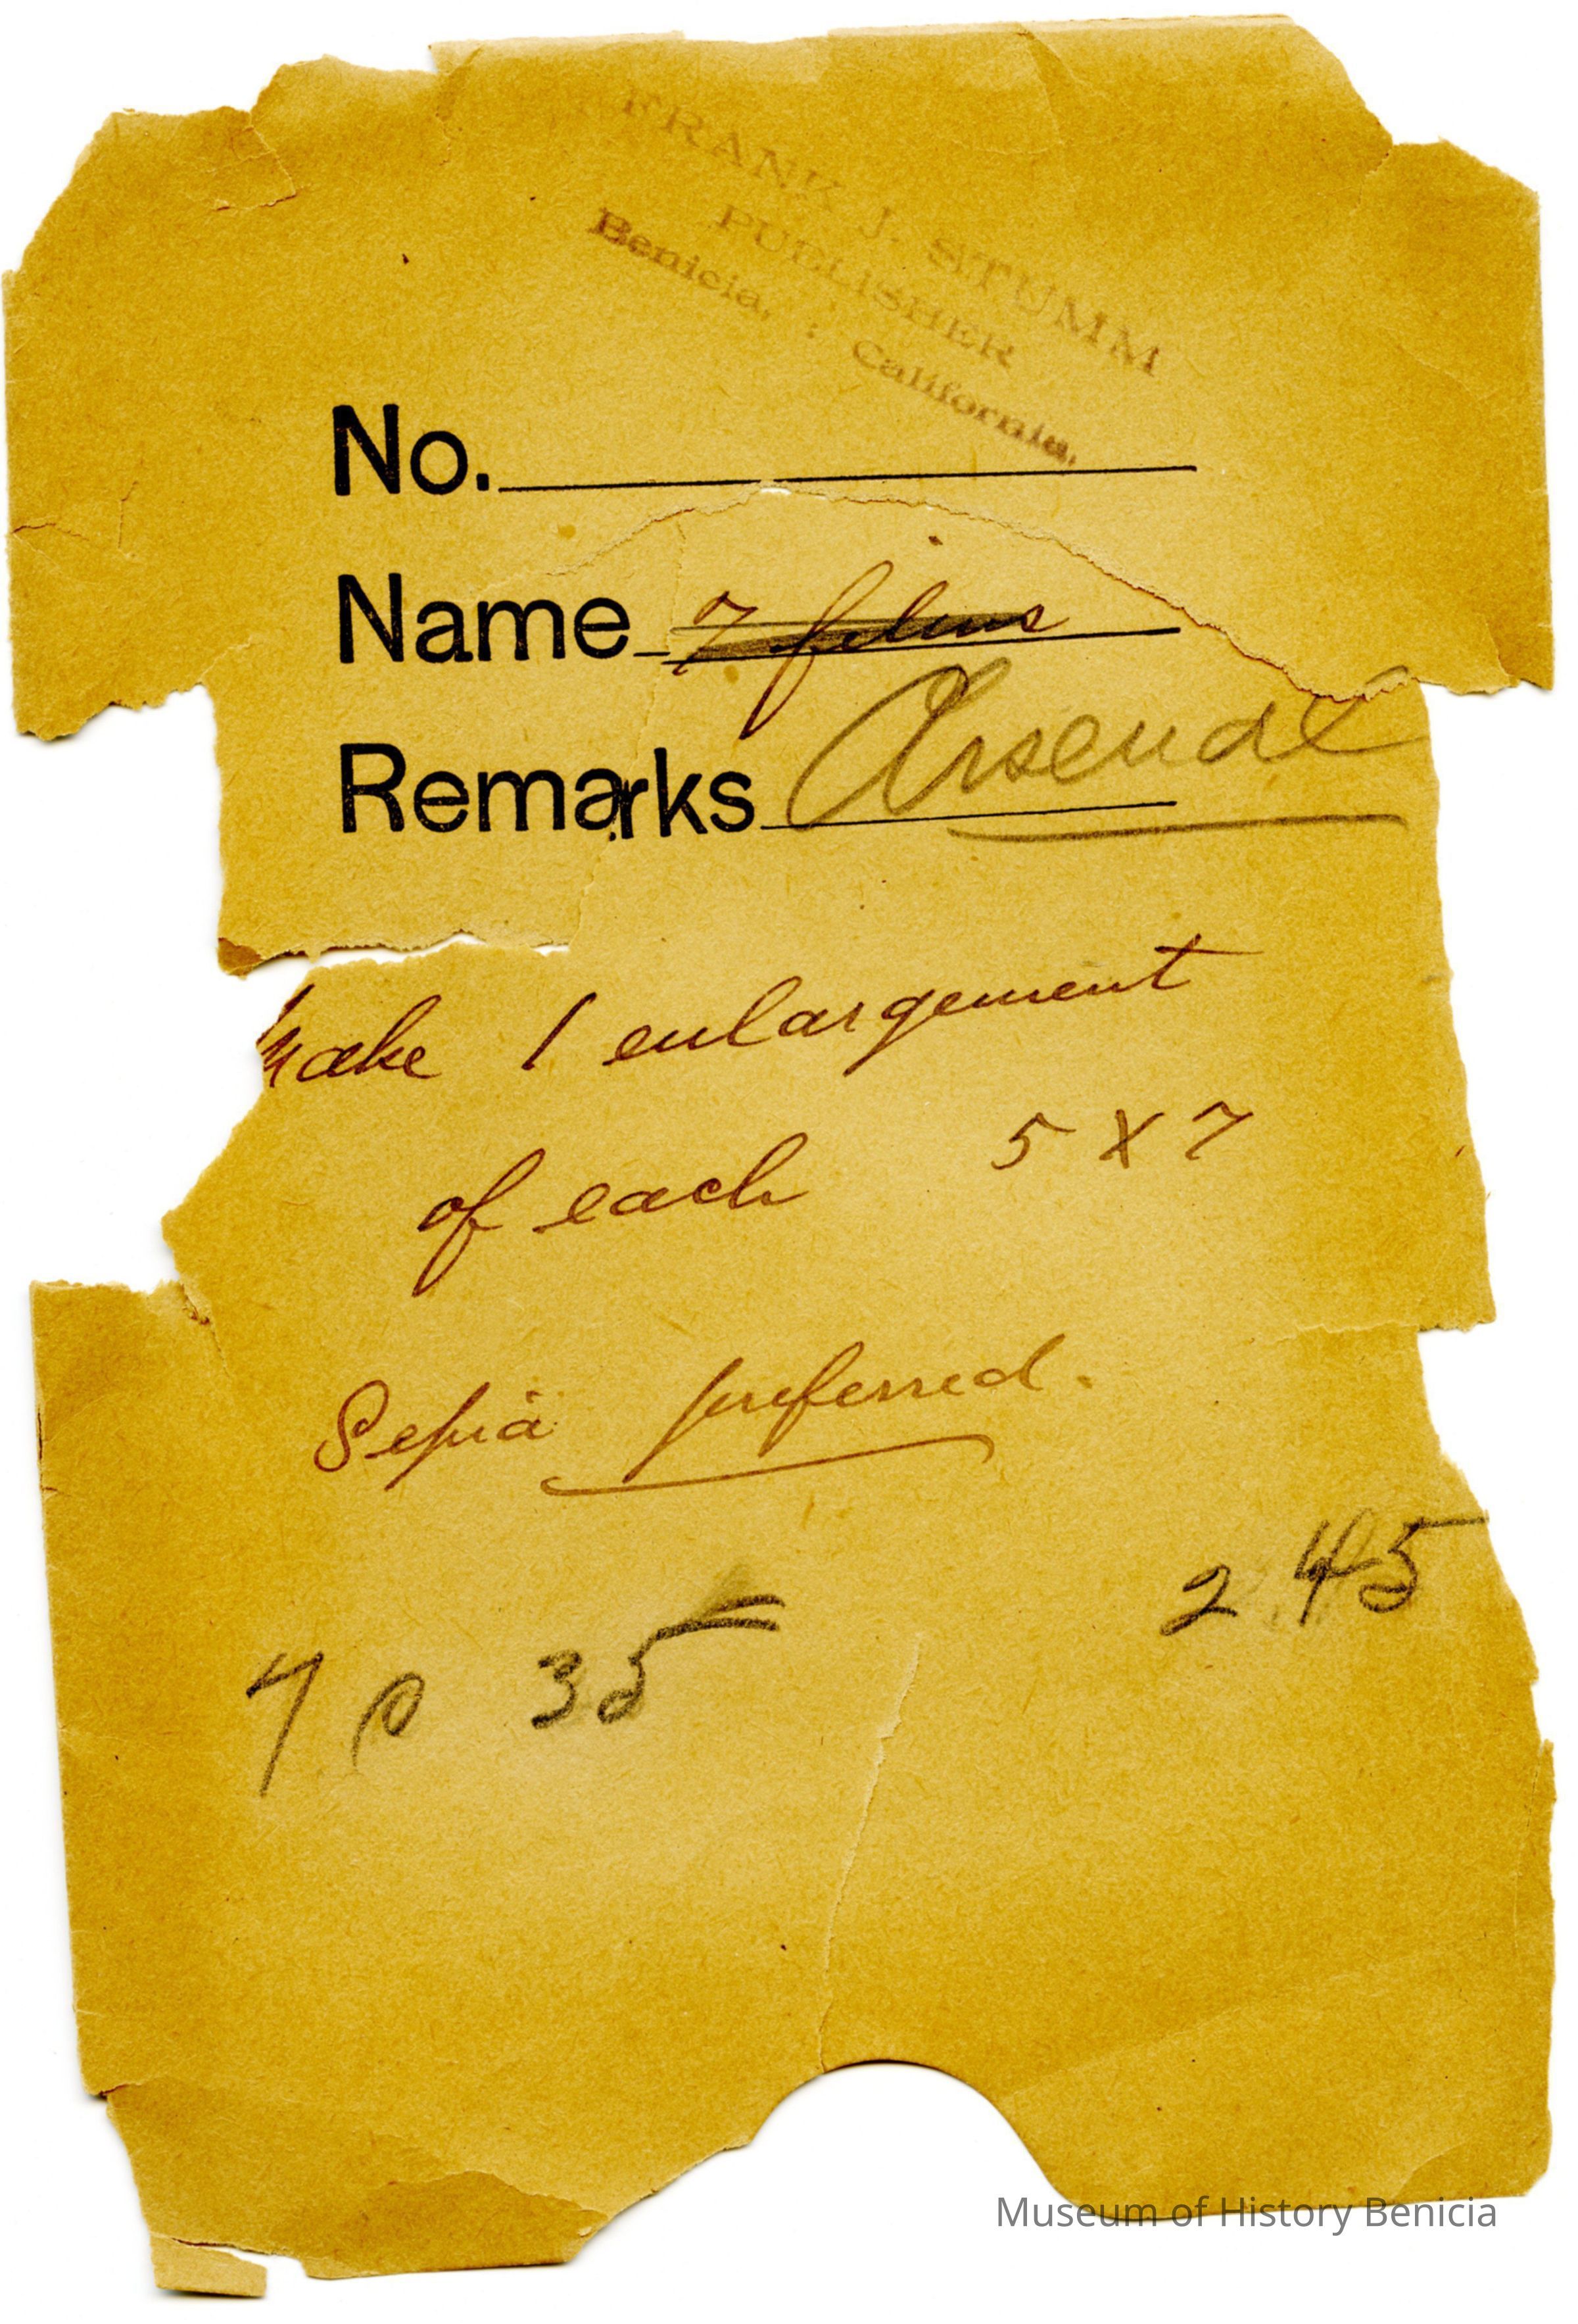 FRANK J. STUMM
PUBLISHER
Benicia, : California.
No.
Name 7 films
Remarks Arsenal
Make 1 enlargement
of each 5 X 7
Sepia preferred.
2 45
7 @ 35
Museum of History Benicia